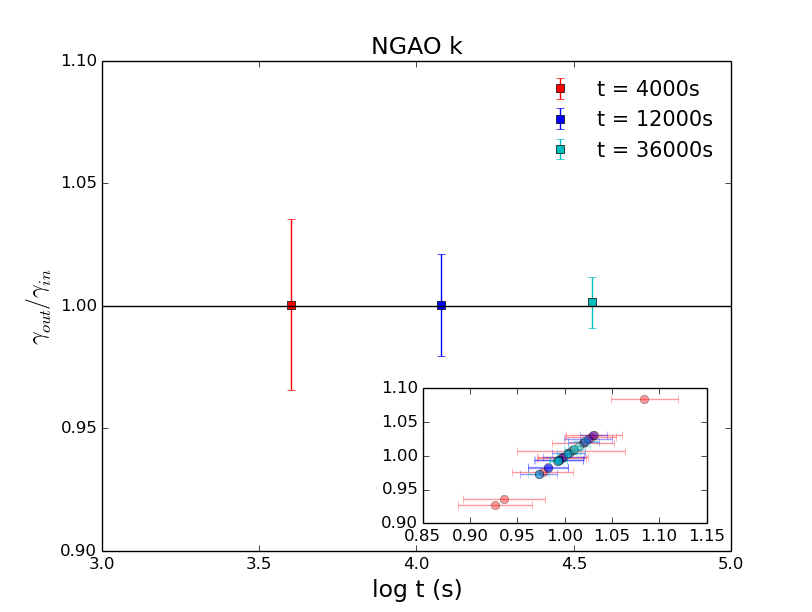 NGAO k
1.10
t = 4000s
t = 12000s
t = 36000s
1.05
γ_out/γ_in
1.00
0.95
0.90
1.10
1.05
1.00
0.95
0.90
0.85 0.90 0.95 1.00 1.05 1.10 1.15
3.0 3.5 4.0 4.5 5.0
log t (s)